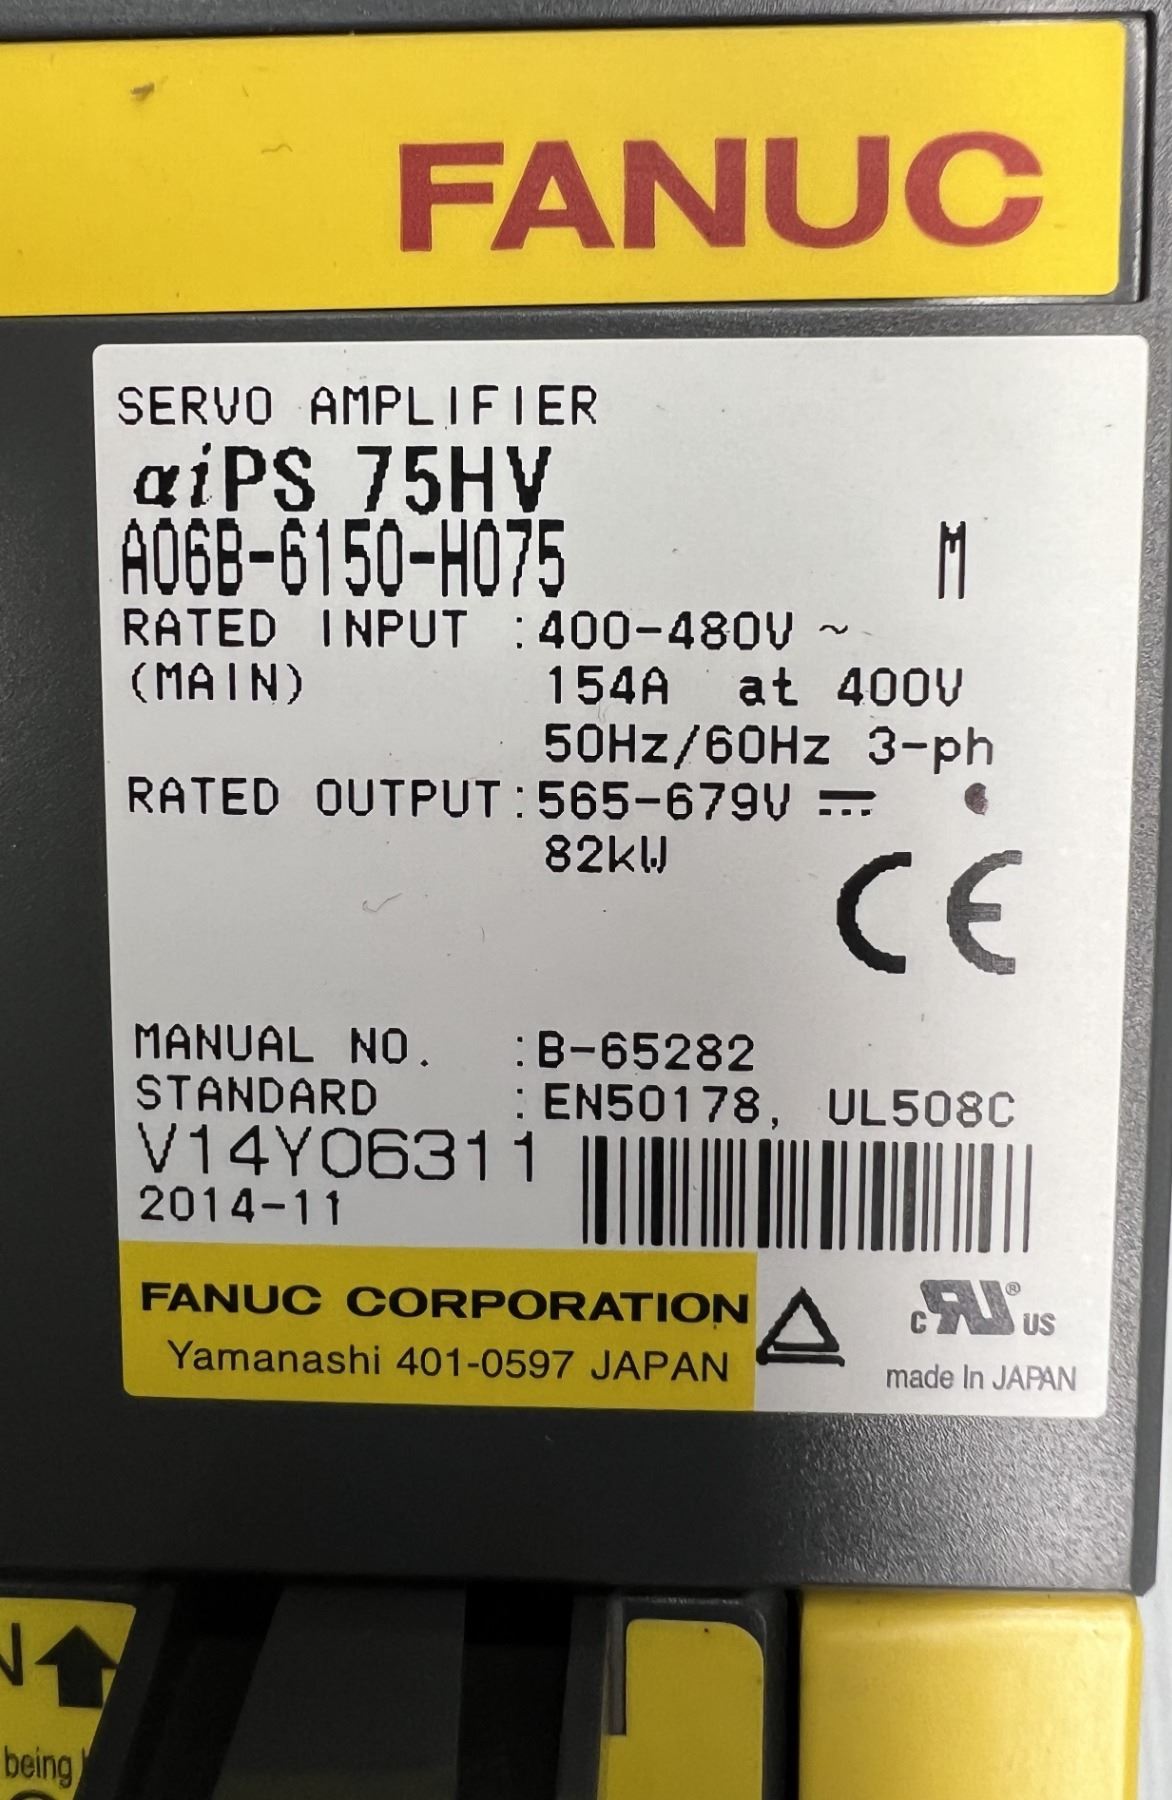 FANUC
SERVO AMPLIFIER
αiPS 75HV
A06B-6150-H075 M
RATED INPUT :400-480V ~
(MAIN) 154A at 400V
50Hz/60Hz 3-ph
RATED OUTPUT:565-679V ⎓
82kW
CE
MANUAL NO. :B-65282
STANDARD :EN50178, UL508C
V14Y06311
2014-11
FANUC CORPORATION
Yamanashi 401-0597 JAPAN
c RU ® US
made In JAPAN
being